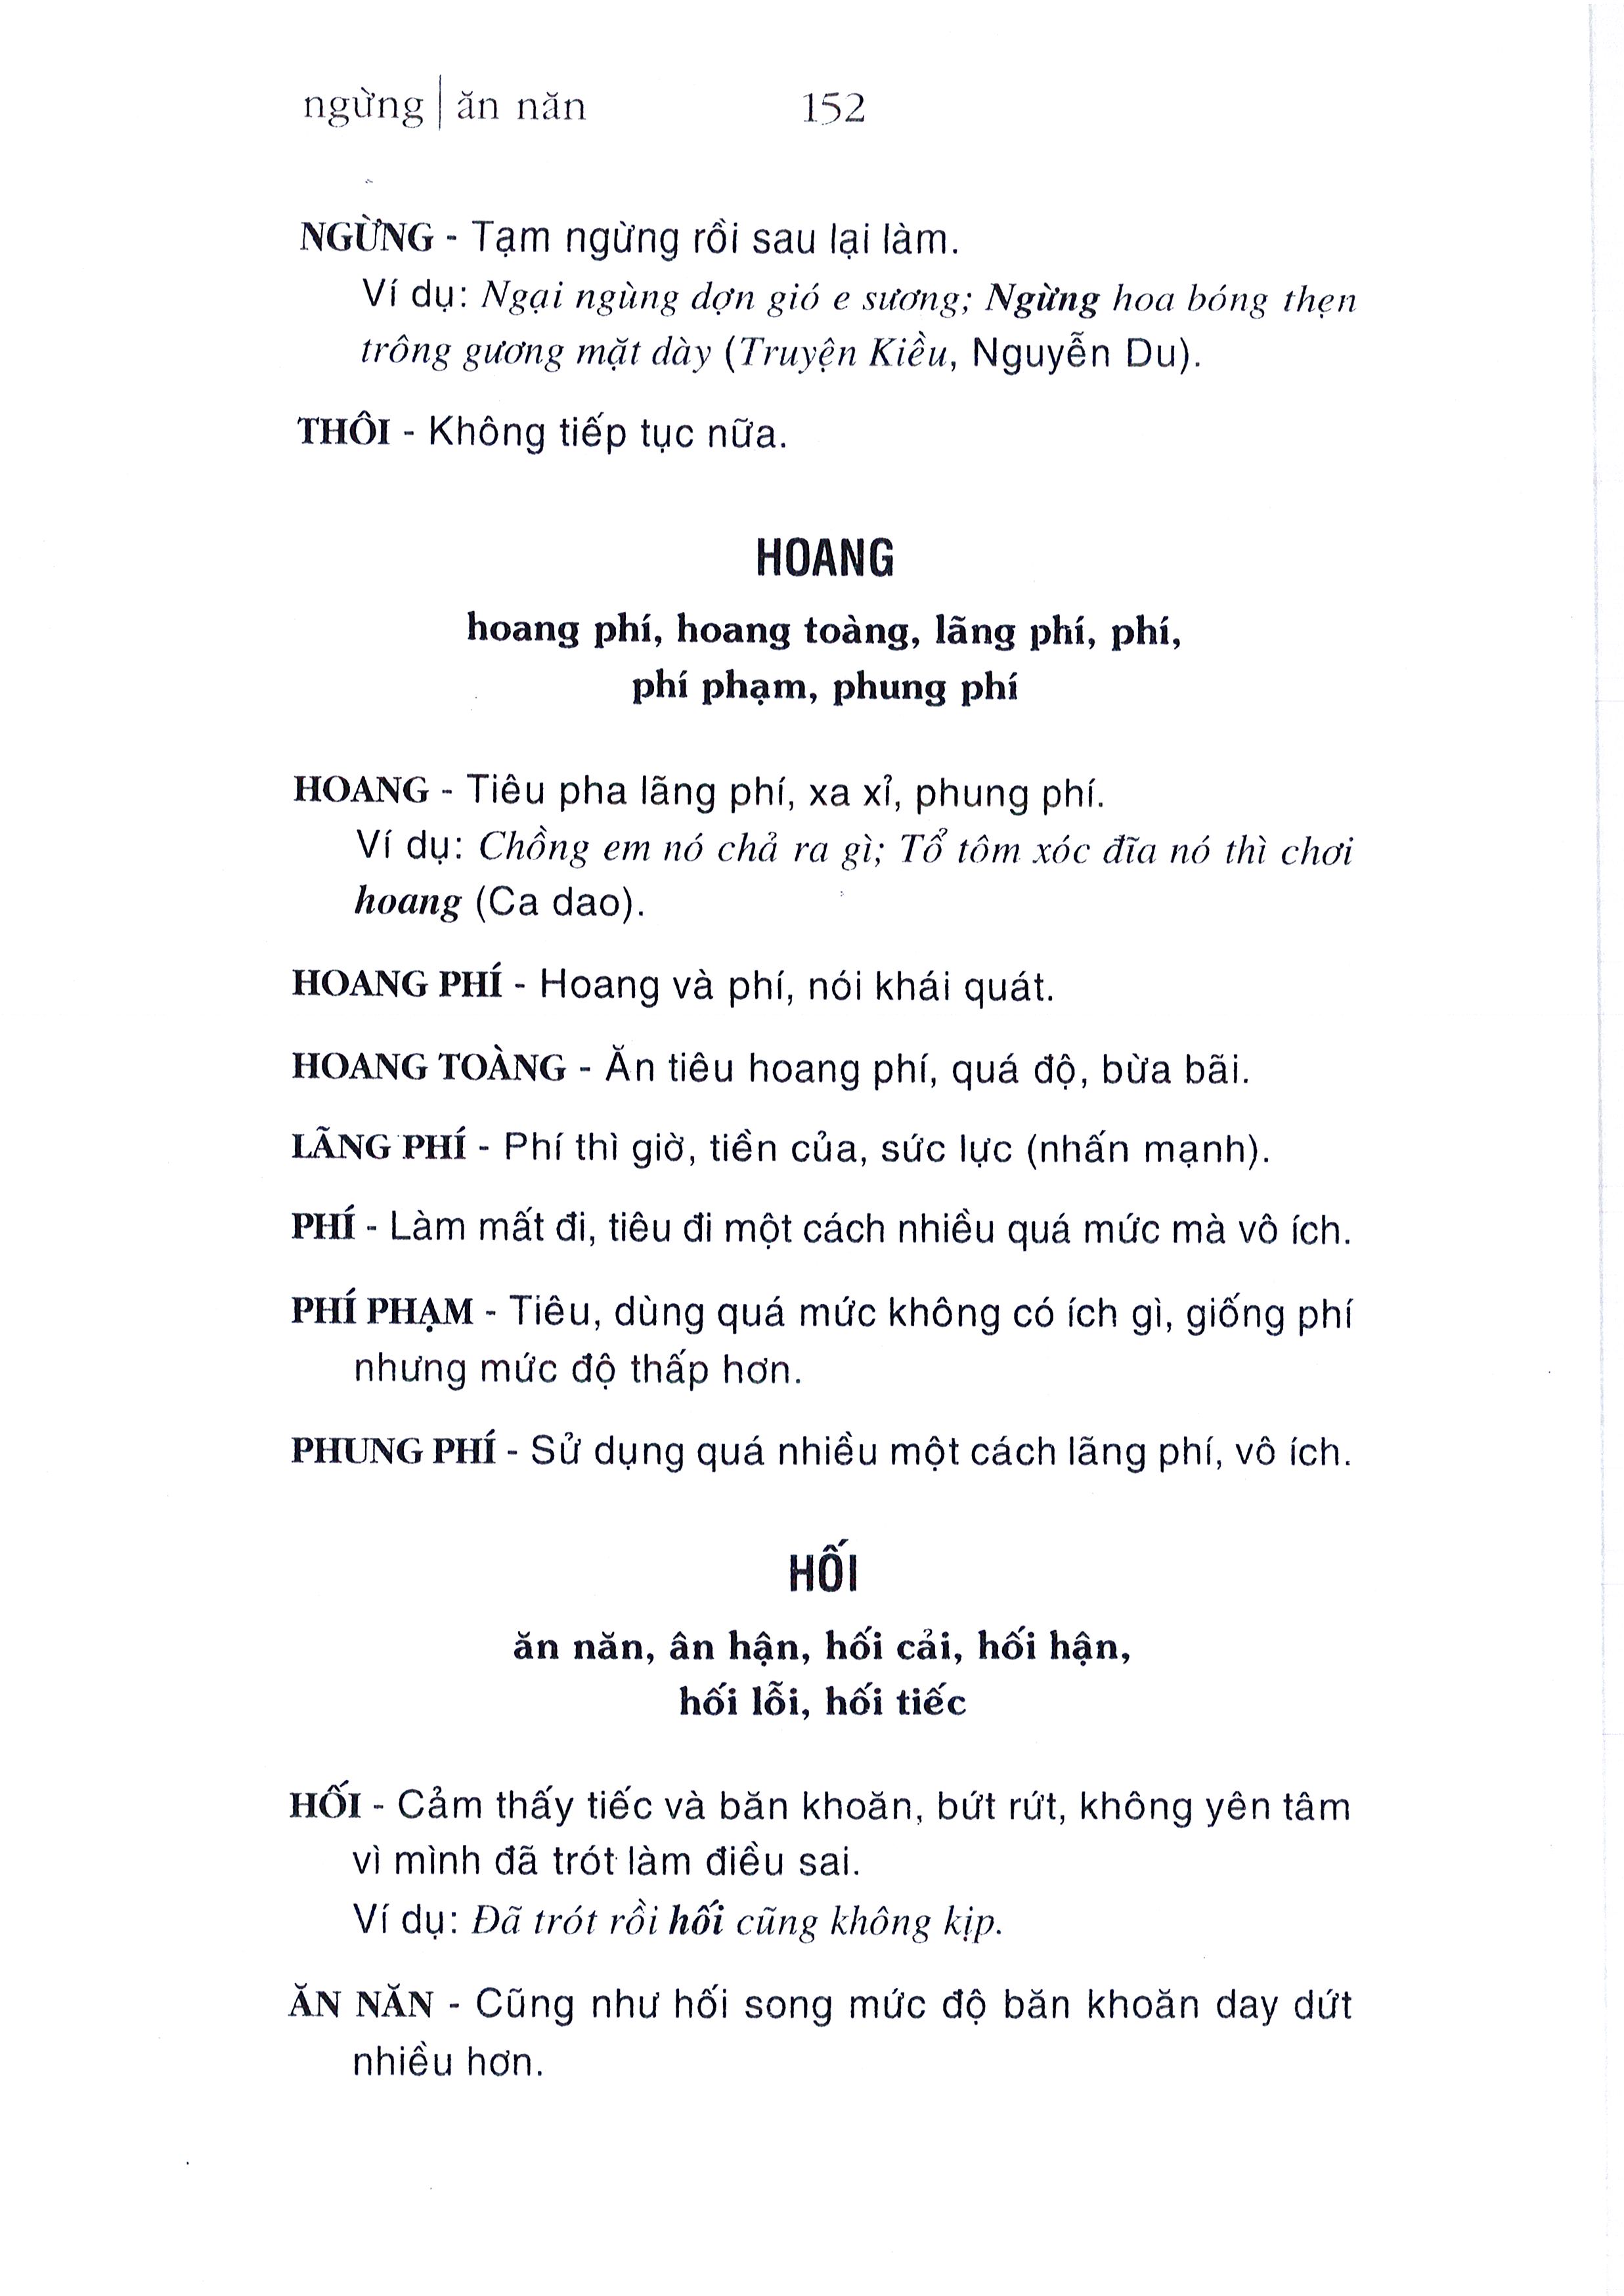 ngừng | ăn năn 152
NGỪNG - Tạm ngừng rồi sau lại làm.
Ví dụ: Ngại ngùng dợn gió e sương; Ngừng hoa bóng thẹn
trông gương mặt dày (Truyện Kiều, Nguyễn Du).
THÔI - Không tiếp tục nữa.
HOANG
hoang phí, hoang toàng, lãng phí, phí,
phí phạm, phung phí
HOANG - Tiêu pha lãng phí, xa xỉ, phung phí.
Ví dụ: Chồng em nó chả ra gì; Tổ tôm xóc đĩa nó thì chơi
hoang (Ca dao).
HOANG PHÍ - Hoang và phí, nói khái quát.
HOANG TOÀNG - Ăn tiêu hoang phí, quá độ, bừa bãi.
LÃNG PHÍ - Phí thì giờ, tiền của, sức lực (nhấn mạnh).
PHÍ - Làm mất đi, tiêu đi một cách nhiều quá mức mà vô ích.
PHÍ PHẠM - Tiêu, dùng quá mức không có ích gì, giống phí
nhưng mức độ thấp hơn.
PHUNG PHÍ - Sử dụng quá nhiều một cách lãng phí, vô ích.
HỐI
ăn năn, ân hận, hối cải, hối hận,
hối lỗi, hối tiếc
HỐI - Cảm thấy tiếc và băn khoăn, bứt rứt, không yên tâm
vì mình đã trót làm điều sai.
Ví dụ: Đã trót rồi hối cũng không kịp.
ĂN NĂN - Cũng như hối song mức độ băn khoăn day dứt
nhiều hơn.